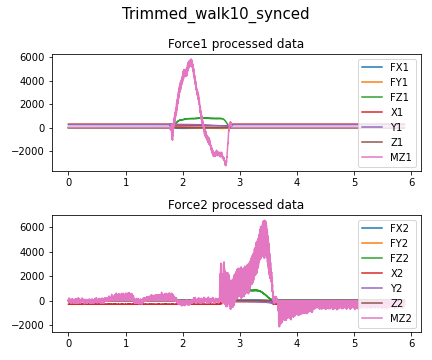 Trimmed_walk10_synced
Force1 processed data
6000
4000
2000
0
−2000
FX1
FY1
FZ1
X1
Y1
Z1
MZ1
0 1 2 3 4 5 6
Force2 processed data
6000
4000
2000
0
−2000
FX2
FY2
FZ2
X2
Y2
Z2
MZ2
0 1 2 3 4 5 6